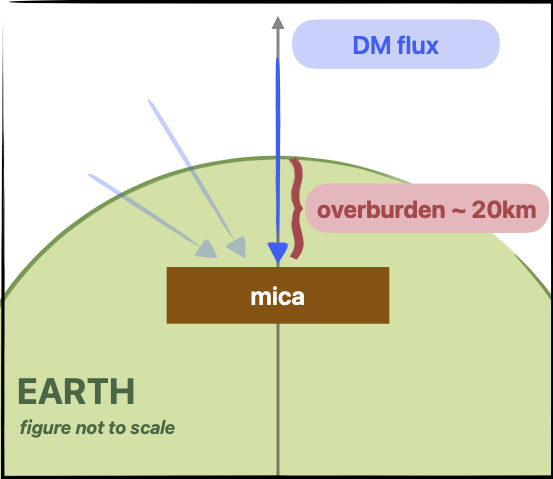 DM flux
overburden ~ 20km
mica
EARTH
figure not to scale